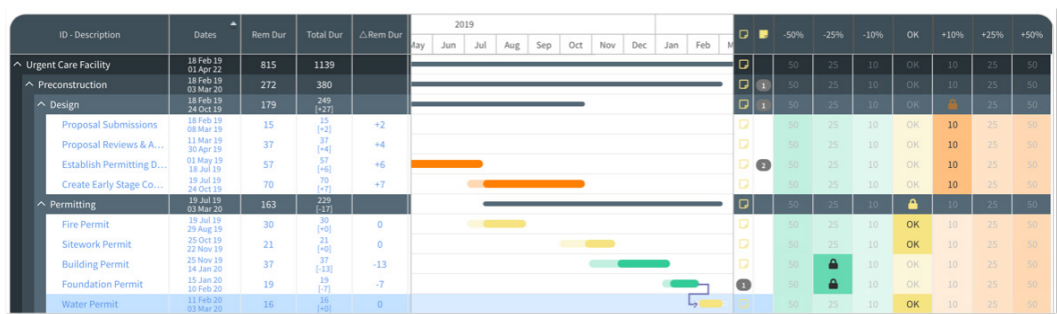 2019
ID - Description Dates Rem Dur Total Dur △Rem Dur May Jun Jul Aug Sep Oct Nov Dec Jan Feb M -50% -25% -10% OK +10% +25% +50%
Urgent Care Facility 18 Feb 19 01 Apr 22 815 1139 50 25 10 OK 10 25 50
Preconstruction 18 Feb 19 03 Mar 20 272 380 1 50 25 10 OK 10 25 50
Design 18 Feb 19 24 Oct 19 179 249 [+27] 1 50 25 10 OK 25 50
Proposal Submissions 18 Feb 19 08 Mar 19 15 15 [+2] +2 50 25 10 OK 10 25 50
Proposal Reviews & A... 11 Mar 19 30 Apr 19 37 37 [+4] +4 50 25 10 OK 10 25 50
Establish Permitting D... 01 May 19 18 Jul 19 57 57 [+6] +6 2 50 25 10 OK 10 25 50
Create Early Stage Co... 19 Jul 19 24 Oct 19 70 70 [+7] +7 50 25 10 OK 10 25 50
Permitting 19 Jul 19 03 Mar 20 163 229 [-17] 50 25 10 10 25 50
Fire Permit 19 Jul 19 29 Aug 19 30 30 [+0] 0 50 25 10 OK 10 25 50
Sitework Permit 25 Oct 19 22 Nov 19 21 21 [+0] 0 50 25 10 OK 10 25 50
Building Permit 25 Nov 19 14 Jan 20 37 37 [-13] -13 50 10 OK 10 25 50
Foundation Permit 15 Jan 20 10 Feb 20 19 19 [-7] -7 1 50 10 OK 10 25 50
Water Permit 11 Feb 20 03 Mar 20 16 16 [+0] 0 50 25 10 OK 10 25 50